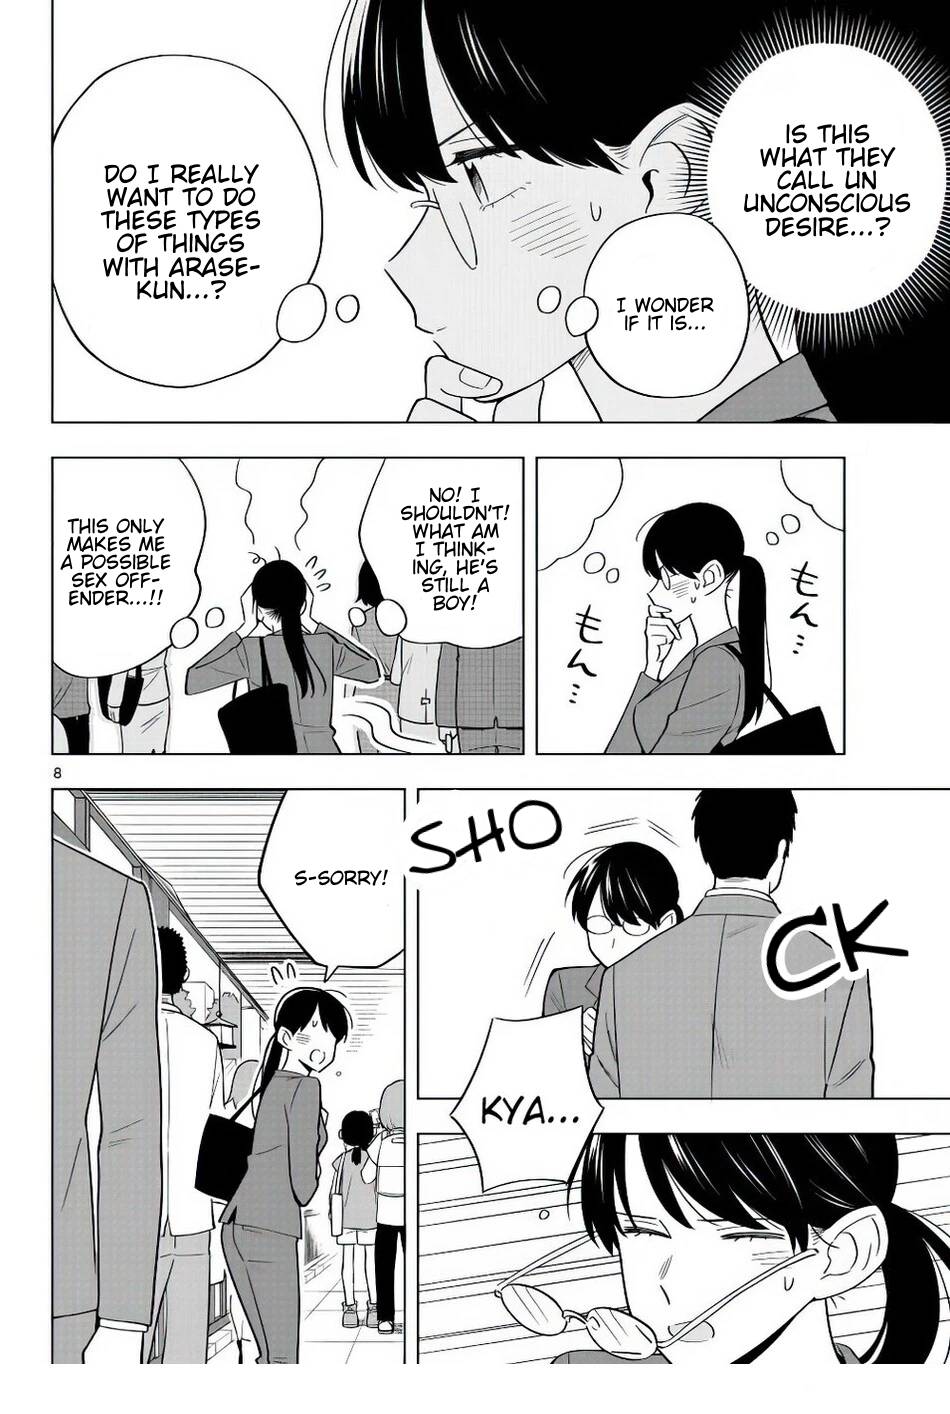 IS THIS
WHAT THEY
CALL UN
UNCONSCIOUS
DESIRE...?
I WONDER
IF IT IS...
DO I REALLY
WANT TO DO
THESE TYPES
OF THINGS
WITH ARASE-
KUN...?
もん…
もん…
NO! I
SHOULDN'T!
WHAT AM
I THINK-
ING, HE'S
STILL A
BOY!
THIS ONLY
MAKES ME
A POSSIBLE
SEX OFF-
ENDER...!!
8
SHO
CK
KYA...
S-SORRY!